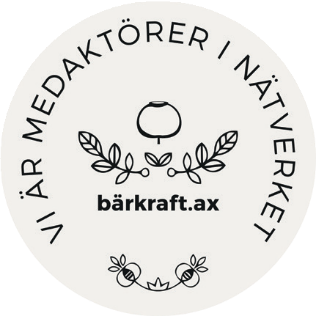 VI ÄR MEDAKTÖRER I NÄTVERKET
bärkraft.ax